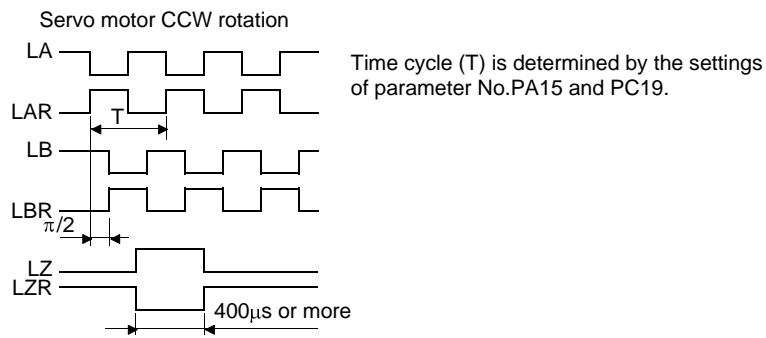 Servo motor CCW rotation
LA
Time cycle (T) is determined by the settings
of parameter No.PA15 and PC19.
LAR
T
LB
LBR
π/2
LZ
LZR
400μs or more